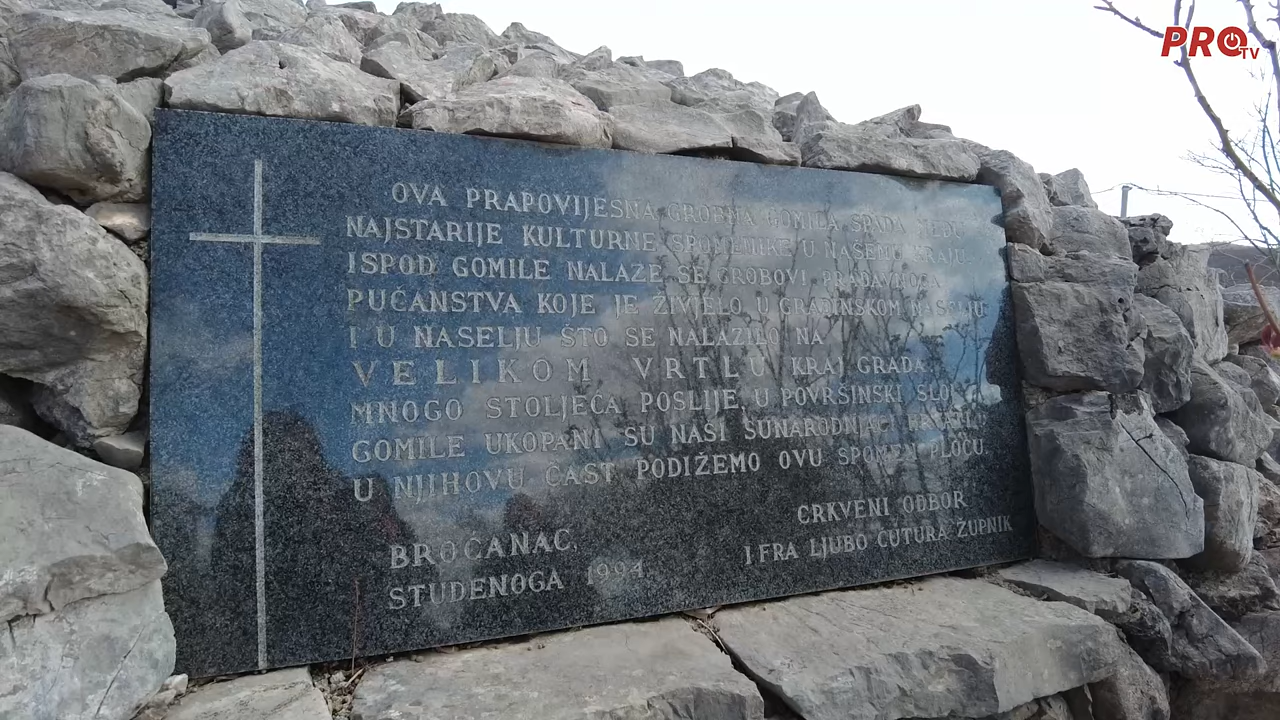 PRO TV
OVA PRAPOVIJESNA GROBNA GOMILA SPADA MEĐU
NAJSTARIJE KULTURNE SPOMENIKE U NAŠEMU KRAJU.
ISPOD GOMILE NALAZE SE GROBOVI PRADAVNOGA
PUČANSTVA KOJE JE ŽIVJELO U GRADINSKOM NASELJU
I U NASELJU ŠTO SE NALAZILO NA
VELIKOM VRTLU KRAJ GRADA.
MNOGO STOLJEĆA POSLIJE, U POVRŠINSKI SLOJ
GOMILE UKOPANI SU NAŠI SUNARODNJACI HRVATI.
U NJIHOVU ČAST PODIŽEMO OVU SPOMEN PLOČU.
BROĆANAC,
STUDENOGA 1994.
CRKVENI ODBOR
I FRA LJUBO ČUTURA ŽUPNIK